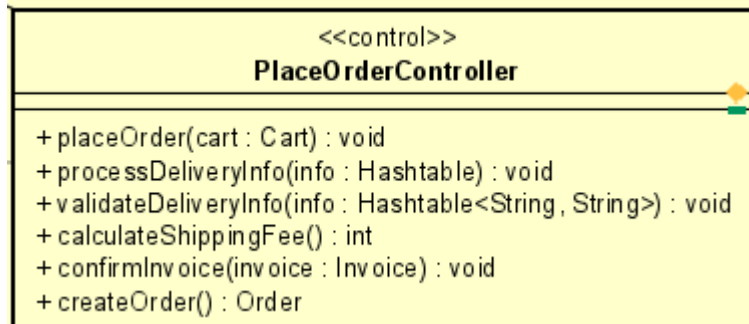 <<control>>
PlaceOrderController
+ placeOrder(cart : Cart) : void
+ processDeliveryInfo(info : Hashtable) : void
+ validateDeliveryInfo(info : Hashtable<String, String>) : void
+ calculateShippingFee() : int
+ confirmInvoice(invoice : Invoice) : void
+ createOrder() : Order